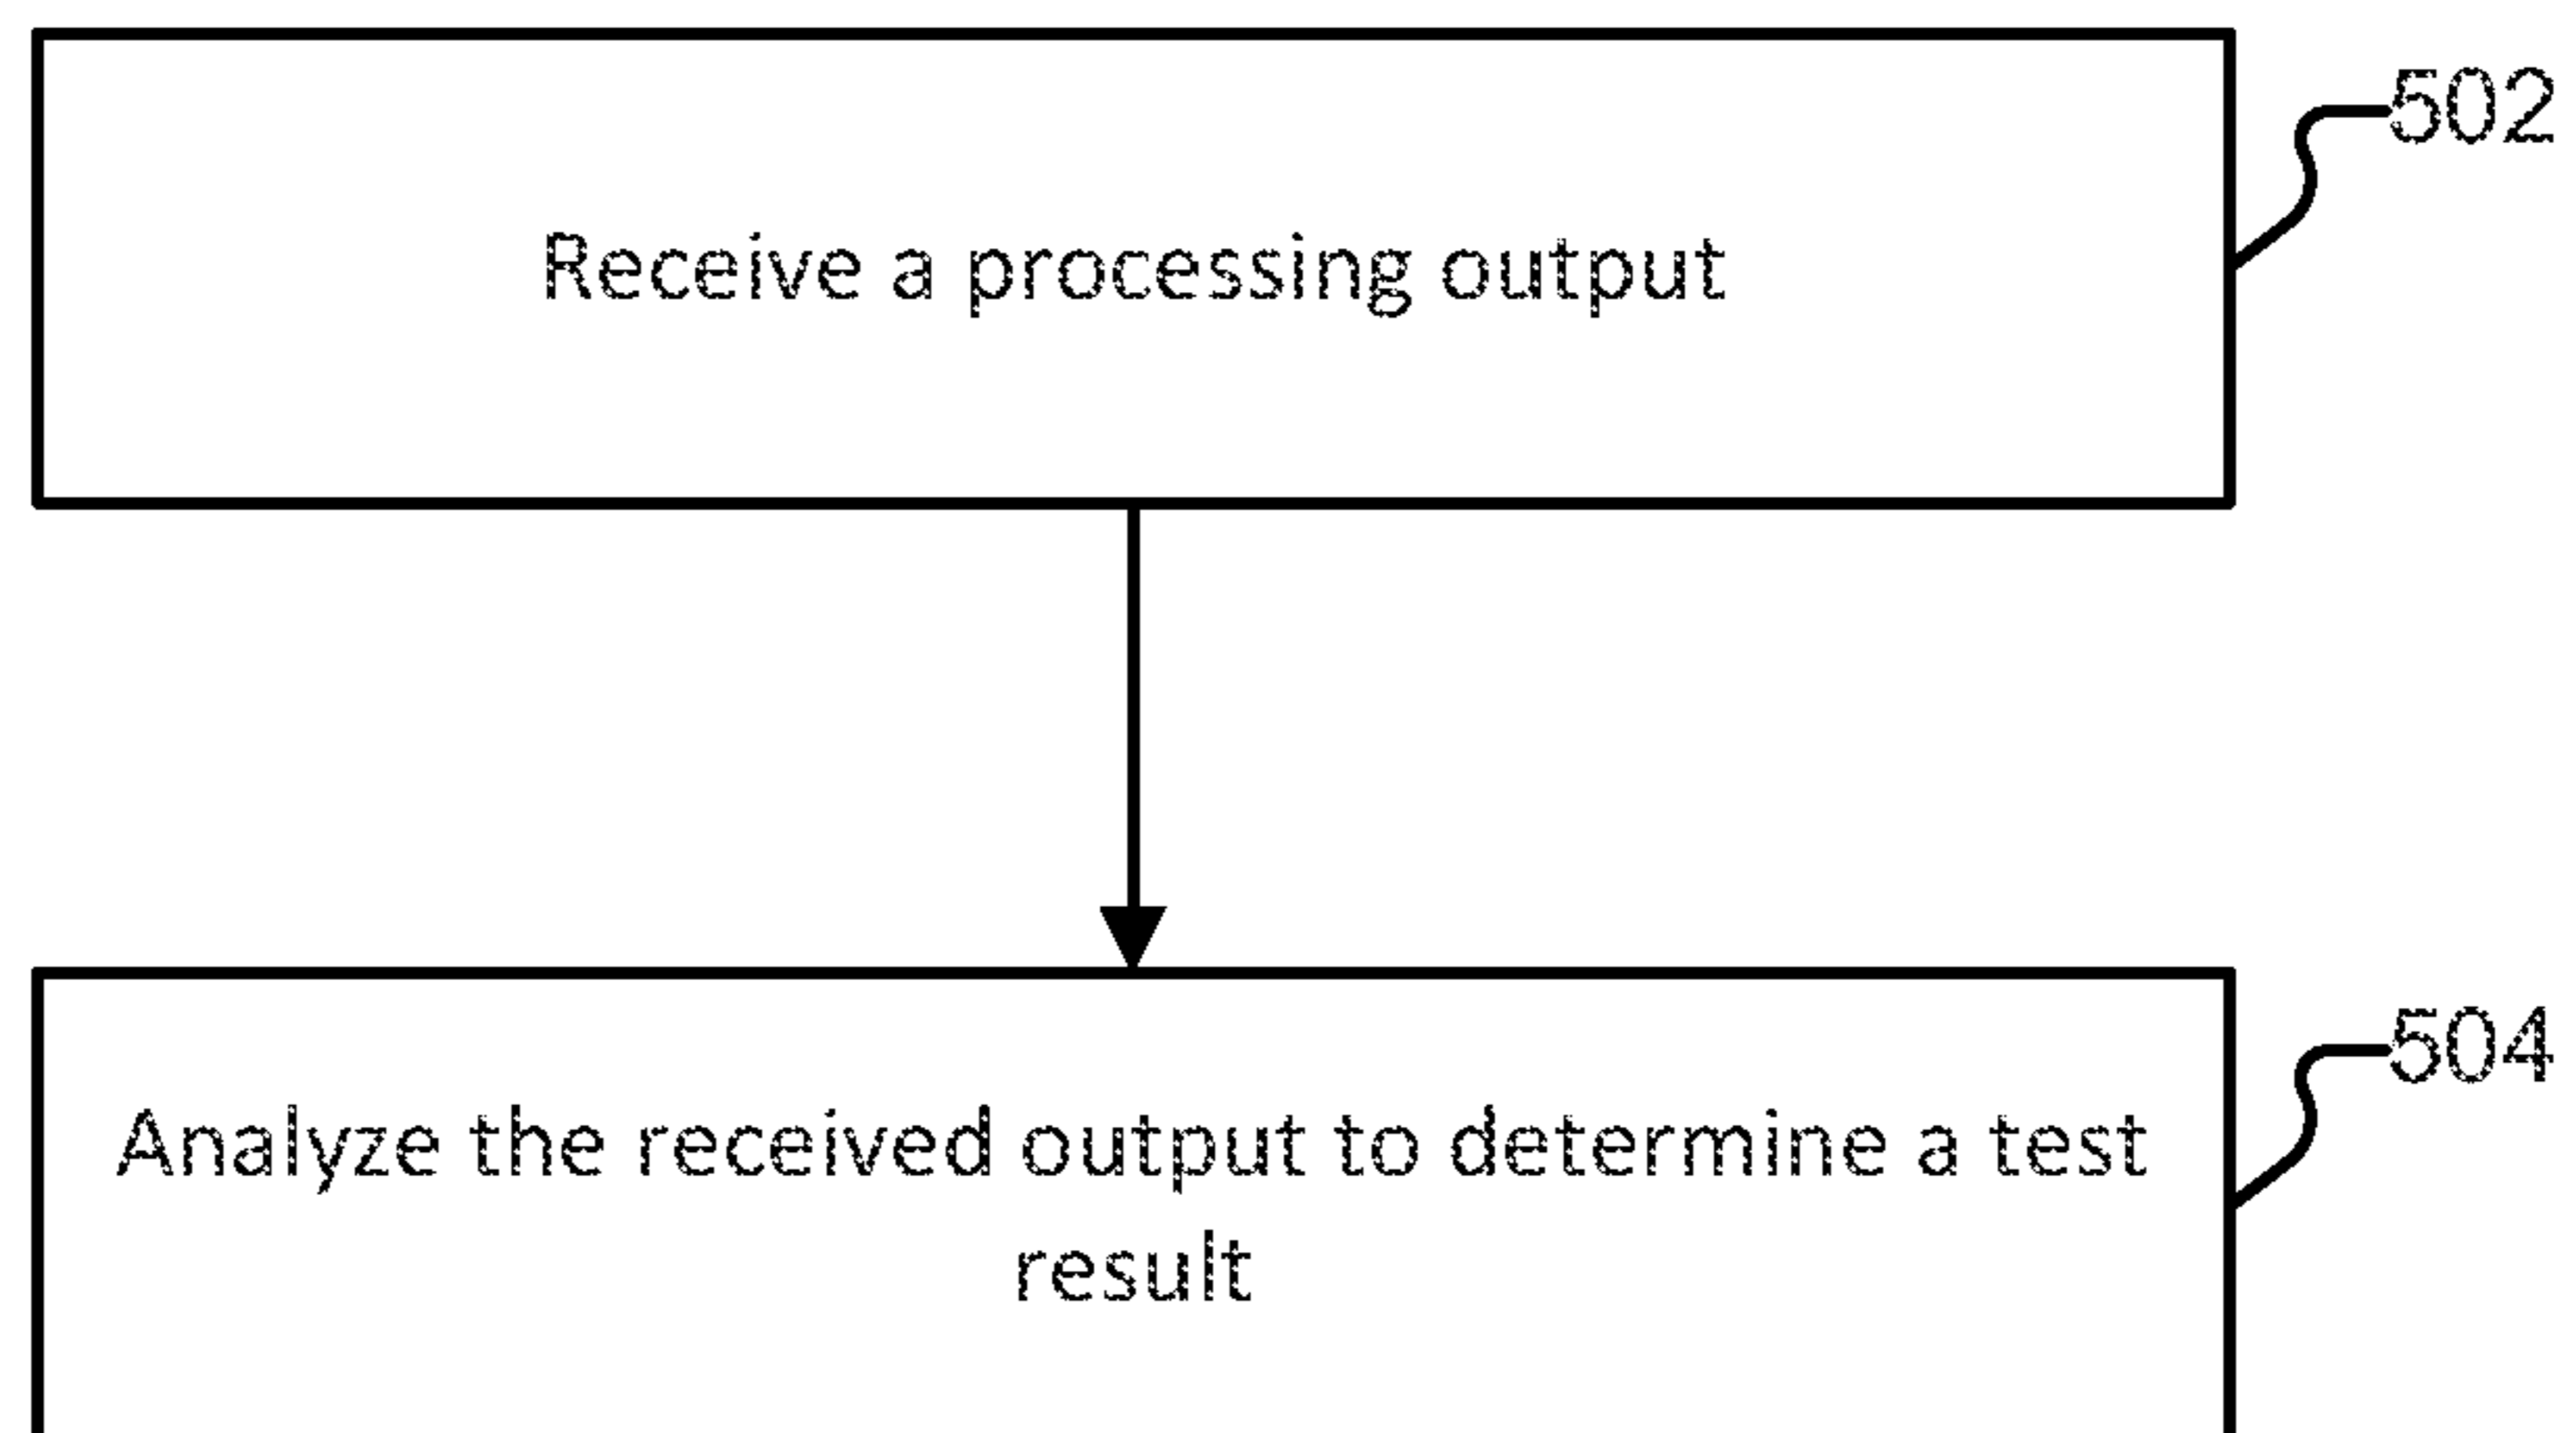 502
Receive a processing output
504
Analyze the received output to determine a test
result